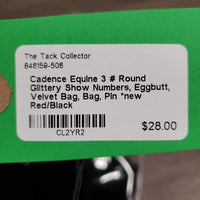 The Tack Collector
846159-506
Cadence Equine 3 # Round
Glittery Show Numbers, Eggbutt,
Velvet Bag, Bag, Pin *new
Red/Black
CL2YR2
$28.00